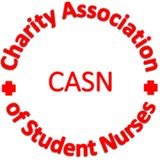 Charity Association
CASN
of Student Nurses